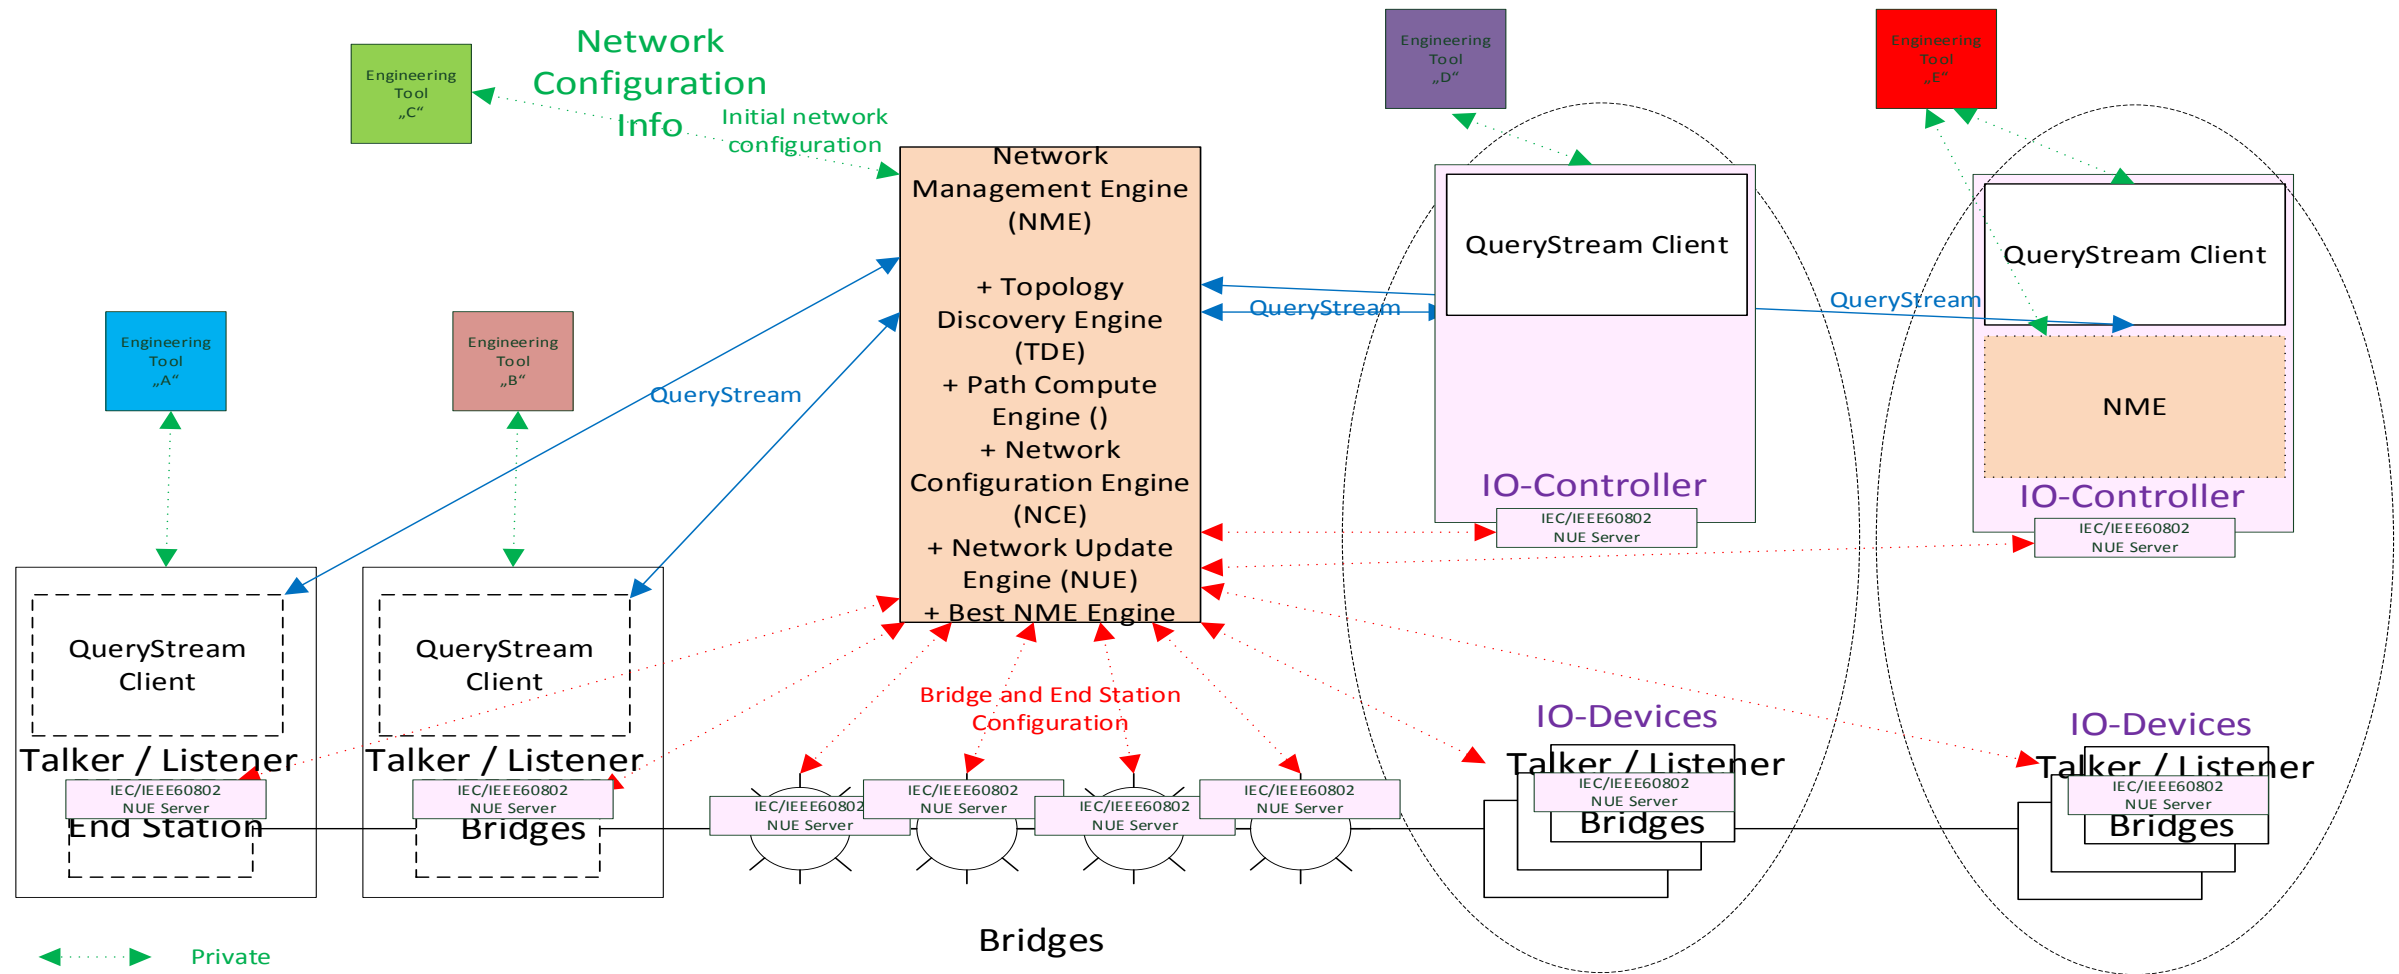 Engineering
Tool
„C“
Network
Configuration
Info
Initial network
configuration
Engineering
Tool
„D“
Engineering
Tool
„E“
Network
Management Engine
(NME)
+ Topology
Discovery Engine
(TDE)
+ Path Compute
Engine ()
+ Network
Configuration Engine
(NCE)
+ Network Update
Engine (NUE)
+ Best NME Engine
QueryStream Client
QueryStream
IO-Controller
IEC/IEEE60802
NUE Server
QueryStream Client
QueryStream
NME
IO-Controller
IEC/IEEE60802
NUE Server
Engineering
Tool
„A“
Engineering
Tool
„B“
QueryStream
QueryStream
Client
Talker / Listener
IEC/IEEE60802
NUE Server
End Station
QueryStream
Client
Talker / Listener
IEC/IEEE60802
NUE Server
Bridges
Bridge and End Station
Configuration
IEC/IEEE60802
NUE Server
IEC/IEEE60802
NUE Server
IEC/IEEE60802
NUE Server
IEC/IEEE60802
NUE Server
Bridges
IO-Devices
Talker / Listener
IEC/IEEE60802
NUE Server
Bridges
IO-Devices
Talker / Listener
IEC/IEEE60802
NUE Server
Bridges
Private